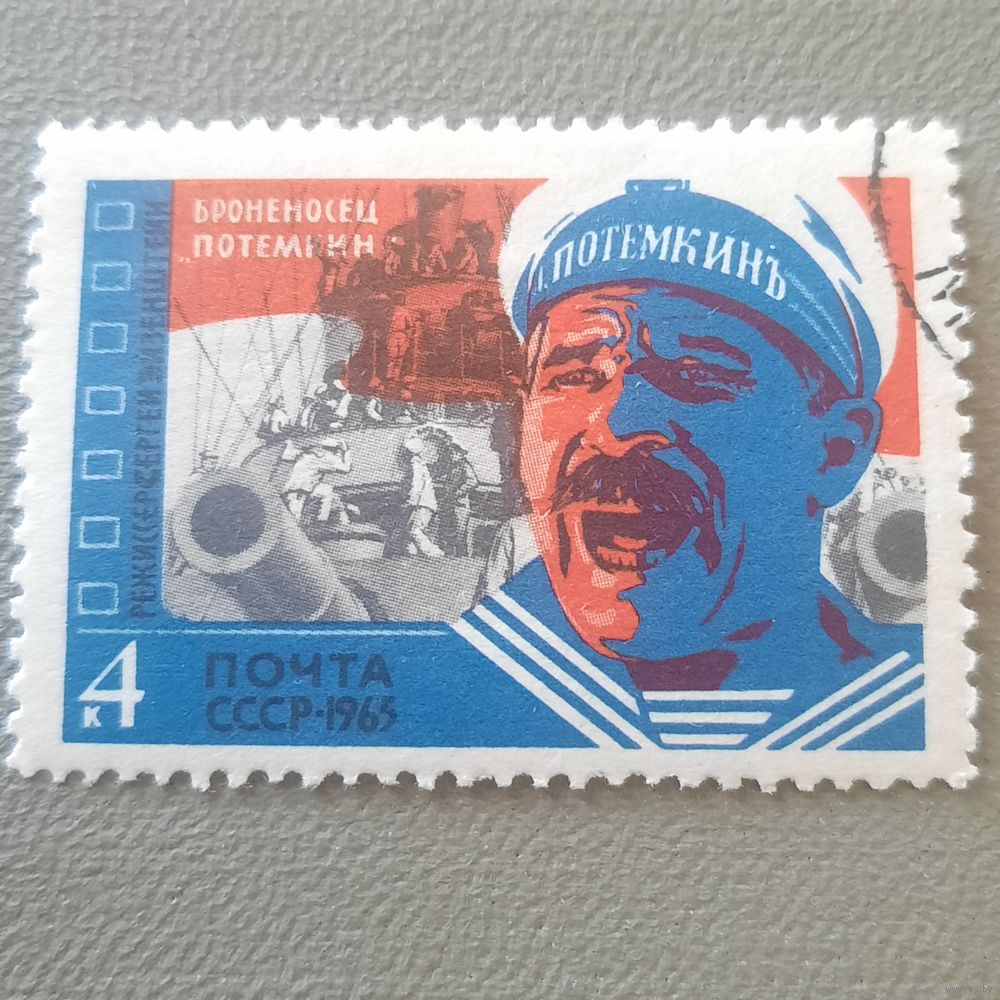 БРОНЕНОСЕЦ
„ПОТЕМКИН
ПОТЕМКИНЪ
РЕЖИССЕР СЕРГЕЙ ЭЙЗЕНШТЕЙН
4 К
ПОЧТА
СССР·1965